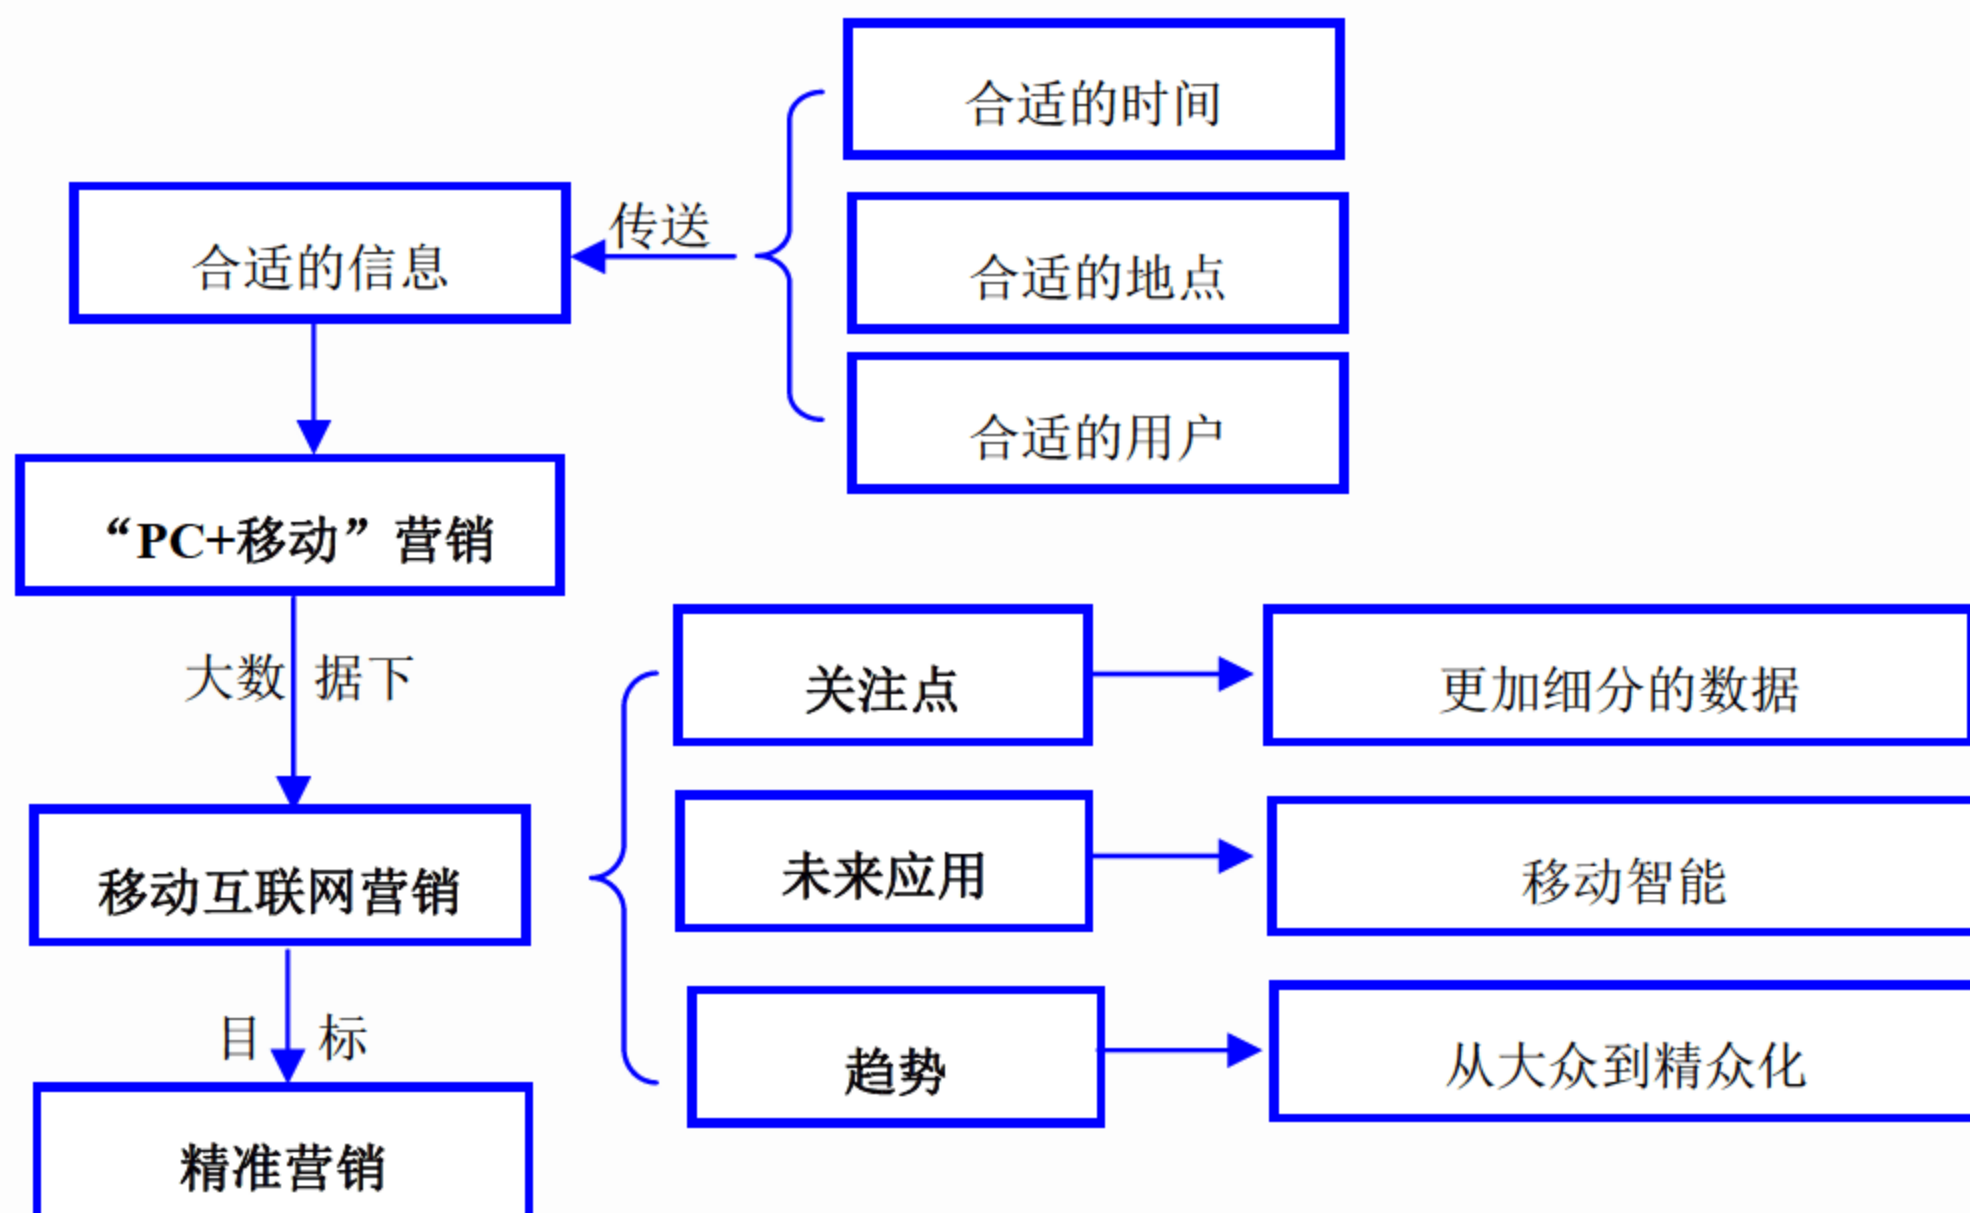 合适的时间
传送
合适的信息
合适的地点
合适的用户
“PC+移动”营销
大数据下
关注点
更加细分的数据
移动互联网营销
未来应用
移动智能
目标
趋势
从大众到精众化
精准营销